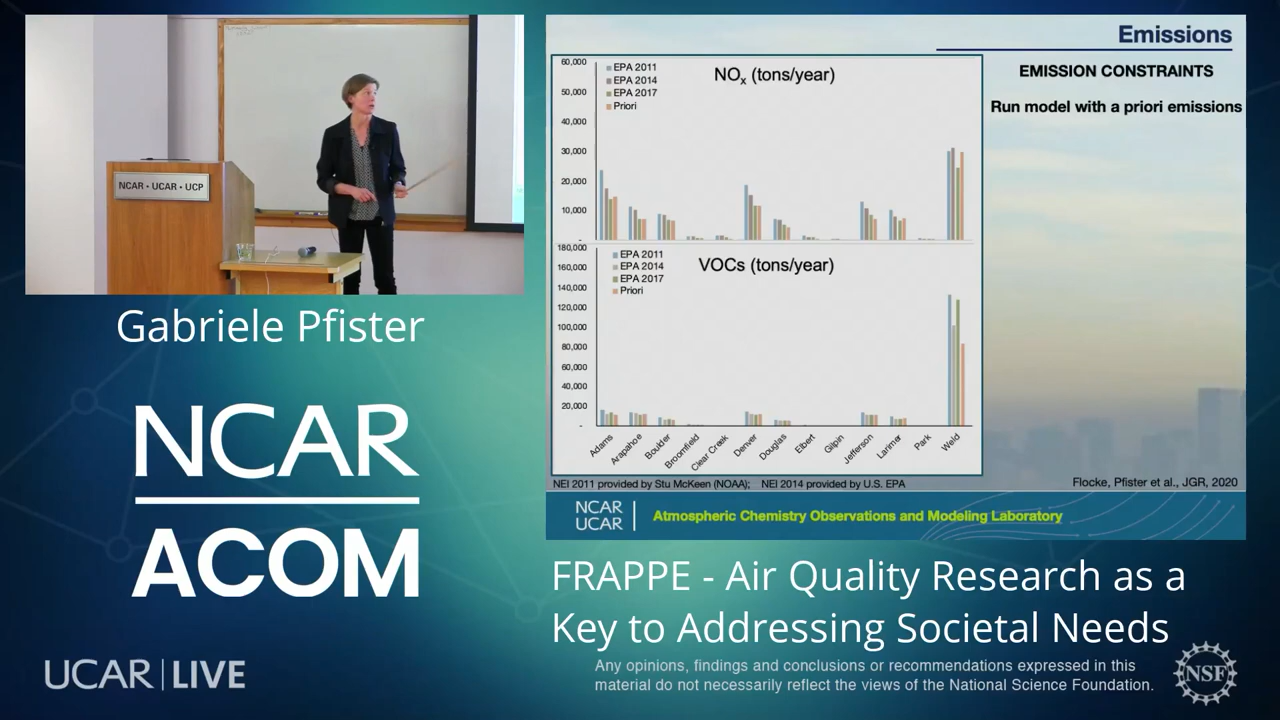 NCAR • UCAR • UCP
Gabriele Pfister
NCAR
ACOM
UCAR | LIVE
Emissions
EMISSION CONSTRAINTS
Run model with a priori emissions
NOx (tons/year)
EPA 2011
EPA 2014
EPA 2017
Priori
60,000
50,000
40,000
30,000
20,000
10,000
-
VOCs (tons/year)
EPA 2011
EPA 2014
EPA 2017
Priori
180,000
160,000
140,000
120,000
100,000
80,000
60,000
40,000
20,000
-
Adams
Arapahoe
Boulder
Broomfield
Clear Creek
Denver
Douglas
Elbert
Gilpin
Jefferson
Larimer
Park
Weld
NEI 2011 provided by Stu McKeen (NOAA); NEI 2014 provided by U.S. EPA
Flocke, Pfister et al., JGR, 2020
NCAR
UCAR
Atmospheric Chemistry Observations and Modeling Laboratory
FRAPPE - Air Quality Research as a
Key to Addressing Societal Needs
Any opinions, findings and conclusions or recommendations expressed in this
material do not necessarily reflect the views of the National Science Foundation.
NSF